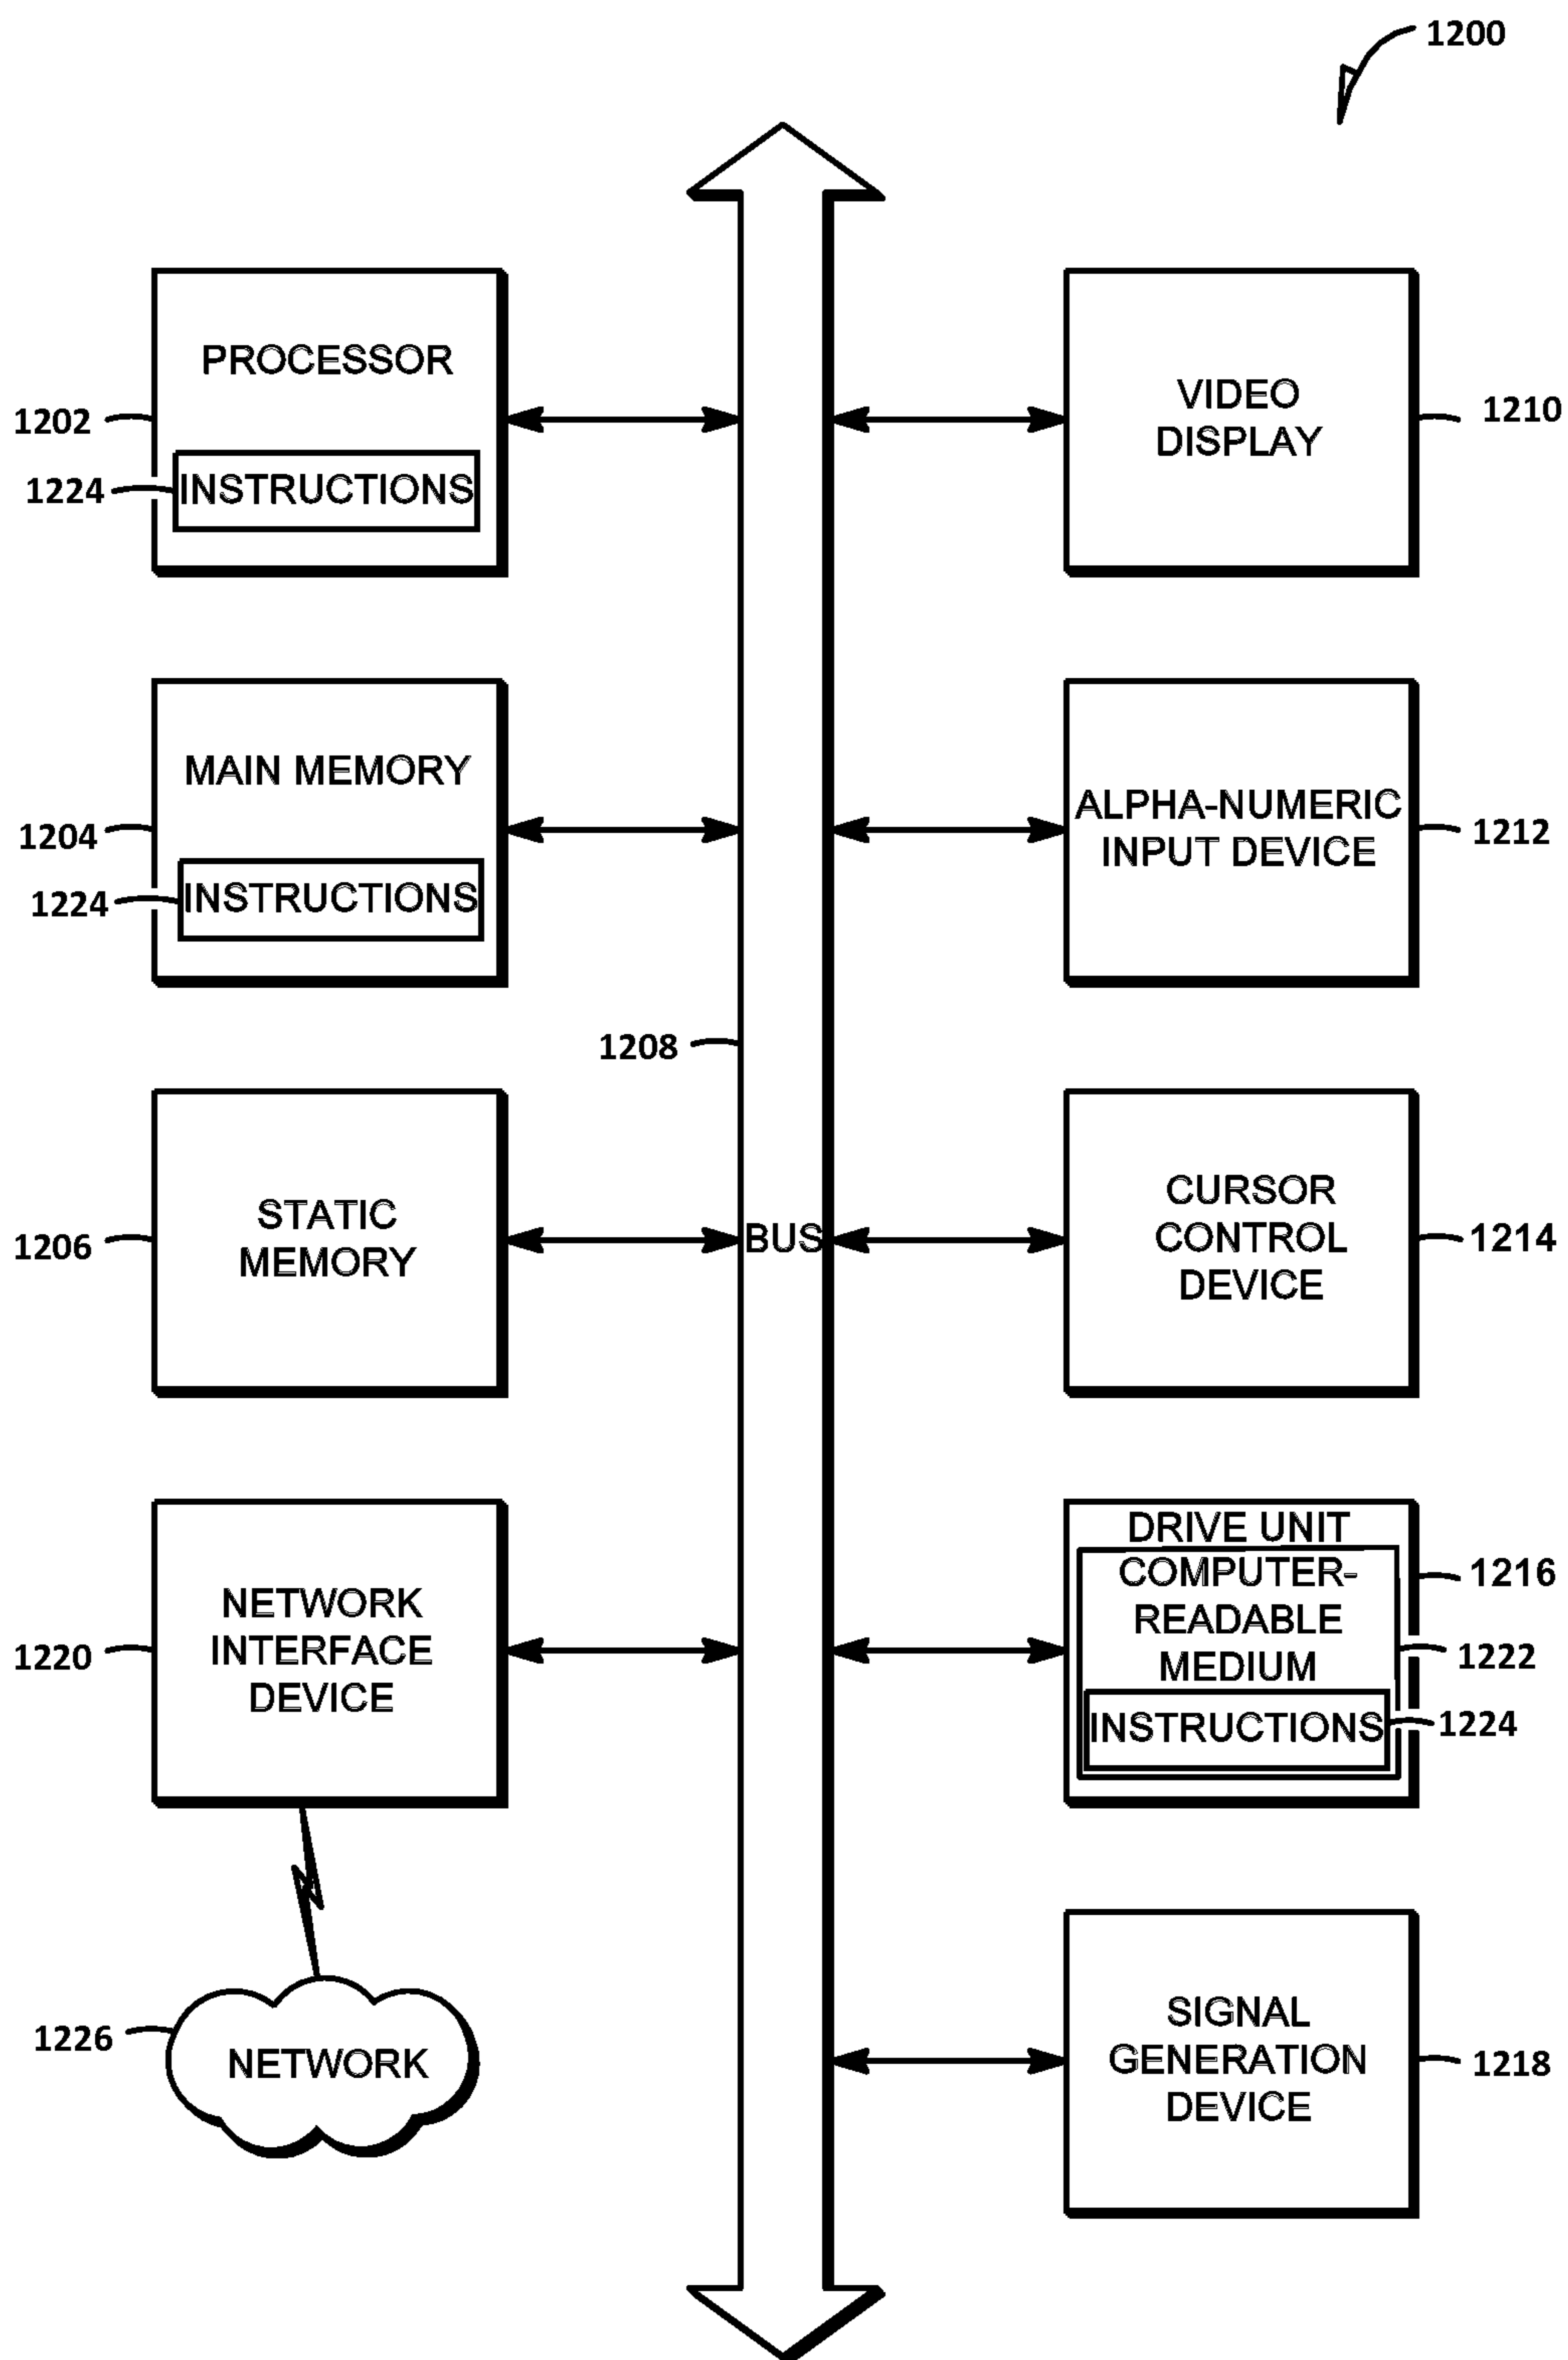 1200
PROCESSOR
1202
1224
INSTRUCTIONS
VIDEO
DISPLAY
1210
MAIN MEMORY
1204
1224
INSTRUCTIONS
ALPHA-NUMERIC
INPUT DEVICE
1212
1208
STATIC
MEMORY
1206
BUS
CURSOR
CONTROL
DEVICE
1214
NETWORK
INTERFACE
DEVICE
1220
DRIVE UNIT
COMPUTER-
READABLE
MEDIUM
INSTRUCTIONS
1216
1222
1224
1226
NETWORK
SIGNAL
GENERATION
DEVICE
1218